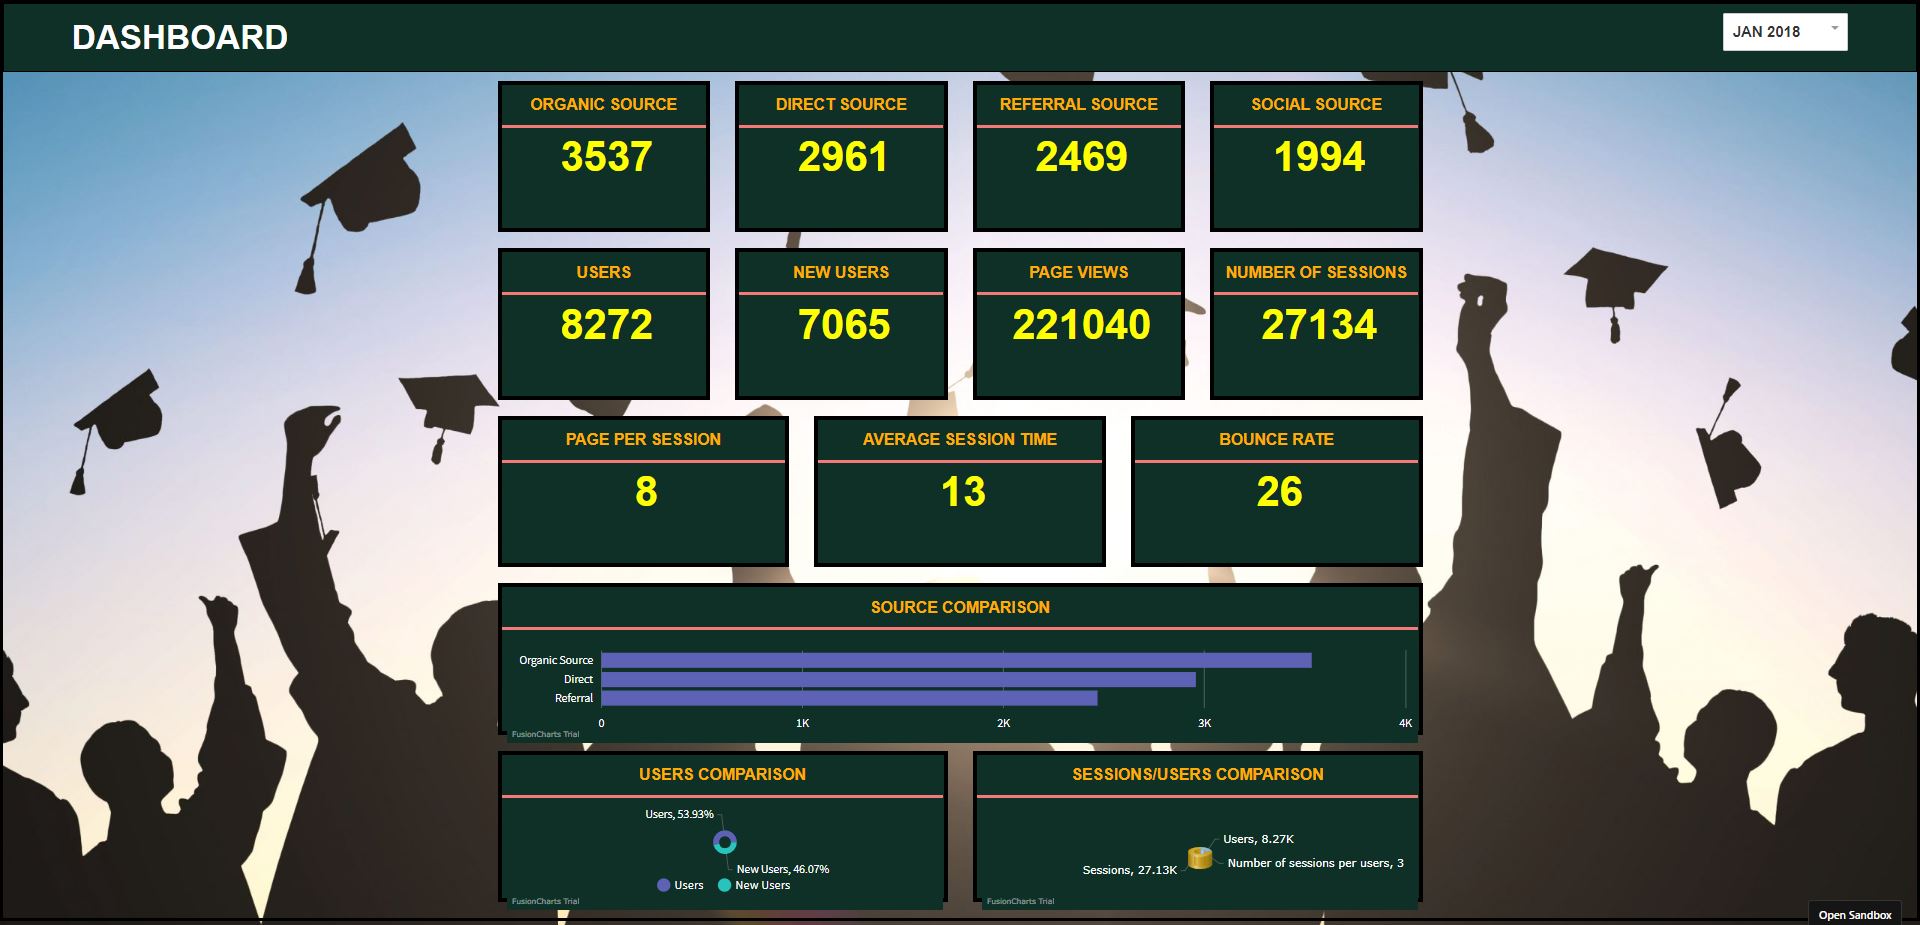 DASHBOARD
JAN 2018
ORGANIC SOURCE
3537
DIRECT SOURCE
2961
REFERRAL SOURCE
2469
SOCIAL SOURCE
1994
USERS
8272
NEW USERS
7065
PAGE VIEWS
221040
NUMBER OF SESSIONS
27134
PAGE PER SESSION
8
AVERAGE SESSION TIME
13
BOUNCE RATE
26
SOURCE COMPARISON
Organic Source
Direct
Referral
0 1K 2K 3K 4K
FusionCharts Trial
USERS COMPARISON
Users, 53.93%
New Users, 46.07%
Users New Users
FusionCharts Trial
SESSIONS/USERS COMPARISON
Users, 8.27K
Number of sessions per users, 3
Sessions, 27.13K
FusionCharts Trial
Open Sandbox